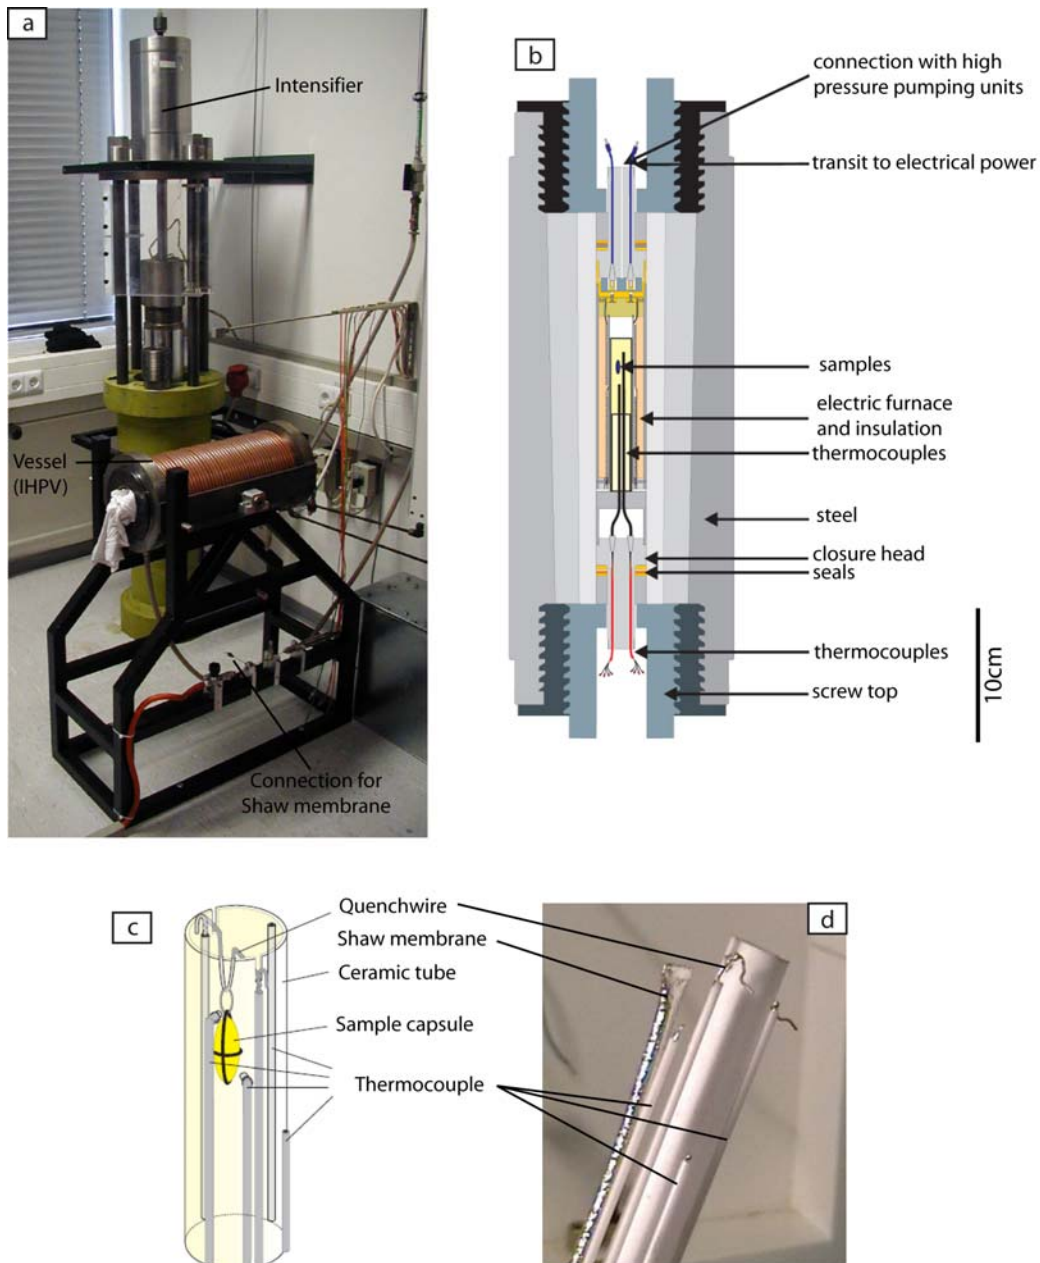 a
Intensifier
Vessel
(IHPV)
Connection for
Shaw membrane
b
connection with high
pressure pumping units
transit to electrical power
samples
electric furnace
and insulation
thermocouples
steel
closure head
seals
thermocouples
screw top
10cm
c
d
Quenchwire
Shaw membrane
Ceramic tube
Sample capsule
Thermocouple